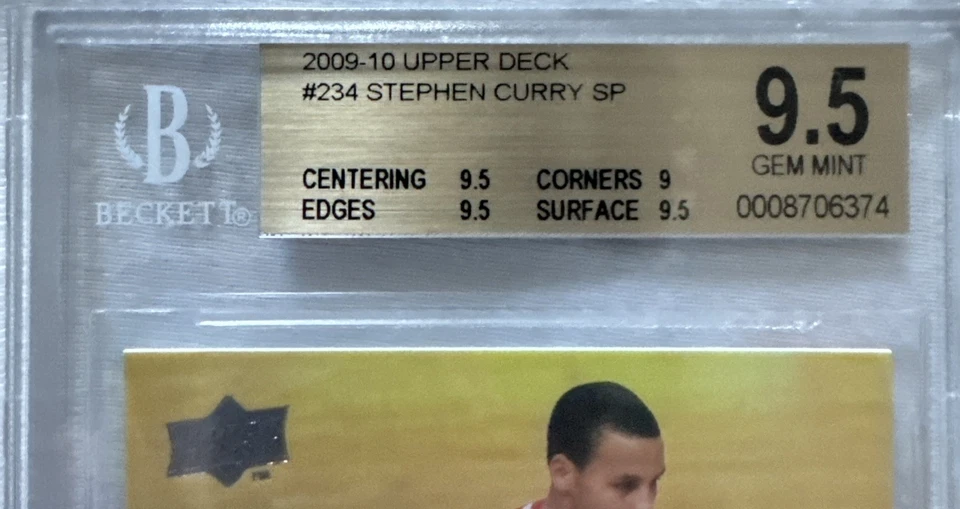 2009-10 UPPER DECK
#234 STEPHEN CURRY SP
9.5
GEM MINT
CENTERING 9.5 CORNERS 9
EDGES 9.5 SURFACE 9.5
0008706374
B
BECKETT®